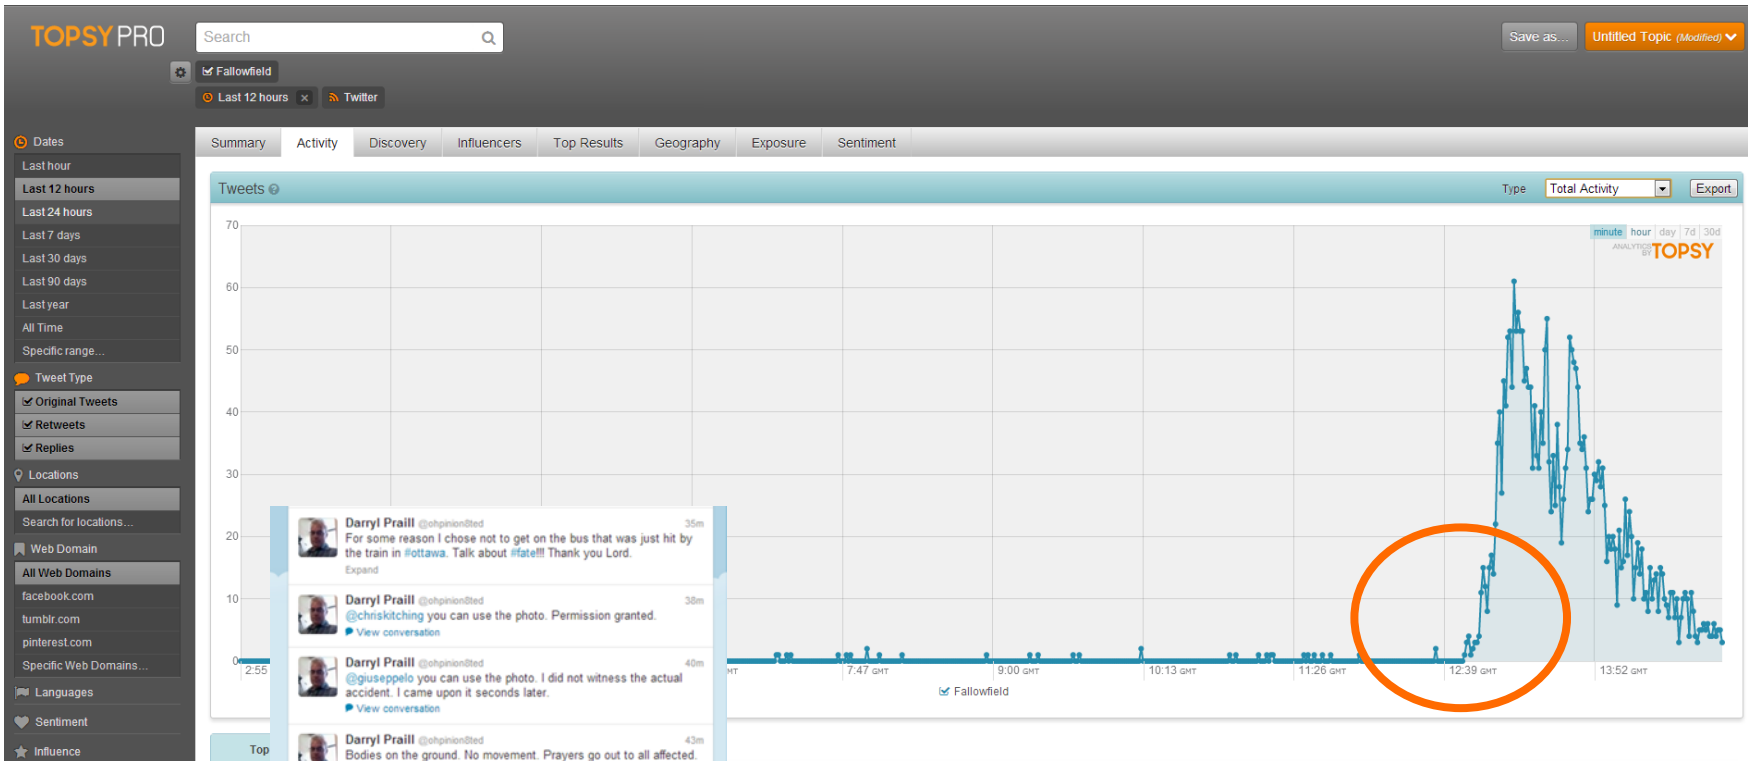 TOPSY PRO
Search
Save as...
Untitled Topic (Modified)
Fallowfield
Last 12 hours x Twitter
Dates
Last hour
Last 12 hours
Last 24 hours
Last 7 days
Last 30 days
Last 90 days
Last year
All Time
Specific range...
Tweet Type
Original Tweets
Retweets
Replies
Locations
All Locations
Search for locations...
Web Domain
All Web Domains
facebook.com
tumblr.com
pinterest.com
Specific Web Domains...
Languages
Sentiment
Influence
Summary Activity Discovery Influencers Top Results Geography Exposure Sentiment
Tweets ?
Type Total Activity Export
minute hour day 7d 30d
ANALYTICS BY TOPSY
70
60
50
40
30
20
10
0
2:55
MT
7:47 GMT
9:00 GMT
10:13 GMT
11:26 GMT
12:39 GMT
13:52 GMT
Fallowfield
Top
Darryl Praill @ohpinion8ted 35m
For some reason I chose not to get on the bus that was just hit by
the train in #ottawa. Talk about #fate!!! Thank you Lord.
Expand
Darryl Praill @ohpinion8ted 38m
@chriskitching you can use the photo. Permission granted.
View conversation
Darryl Praill @ohpinion8ted 40m
@giuseppelo you can use the photo. I did not witness the actual
accident. I came upon it seconds later.
View conversation
Darryl Praill @ohpinion8ted 43m
Bodies on the ground. No movement. Prayers go out to all affected.